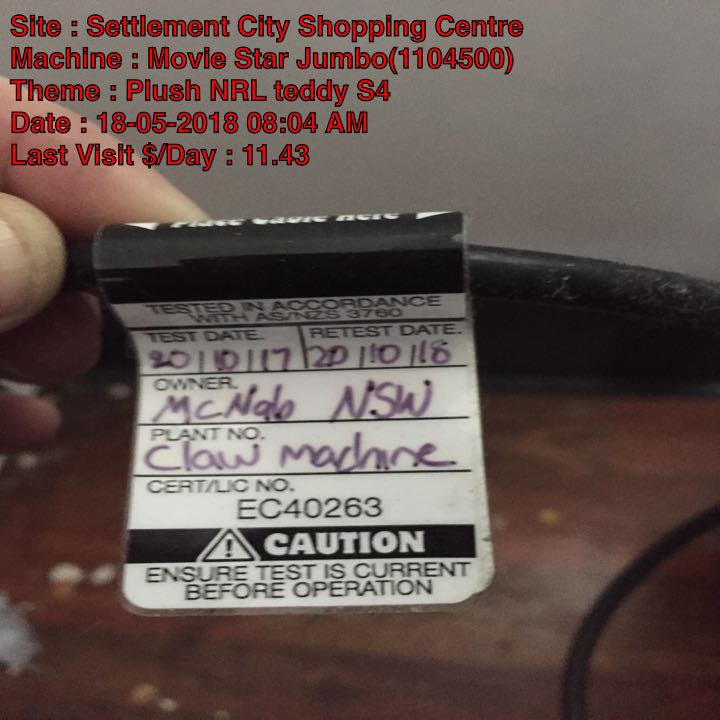 Site : Settlement City Shopping Centre
Machine : Movie Star Jumbo(1104500)
Theme : Plush NRL teddy S4
Date : 18-05-2018 08:04 AM
Last Visit $/Day : 11.43
Place Cable Here
TESTED IN ACCORDANCE
WITH AS/NZS 3760
TEST DATE. RETEST DATE.
20/10/17 20/10/18
OWNER.
McNab NSW
PLANT NO.
Claw machine
CERT/LIC NO.
EC40263
CAUTION
ENSURE TEST IS CURRENT
BEFORE OPERATION